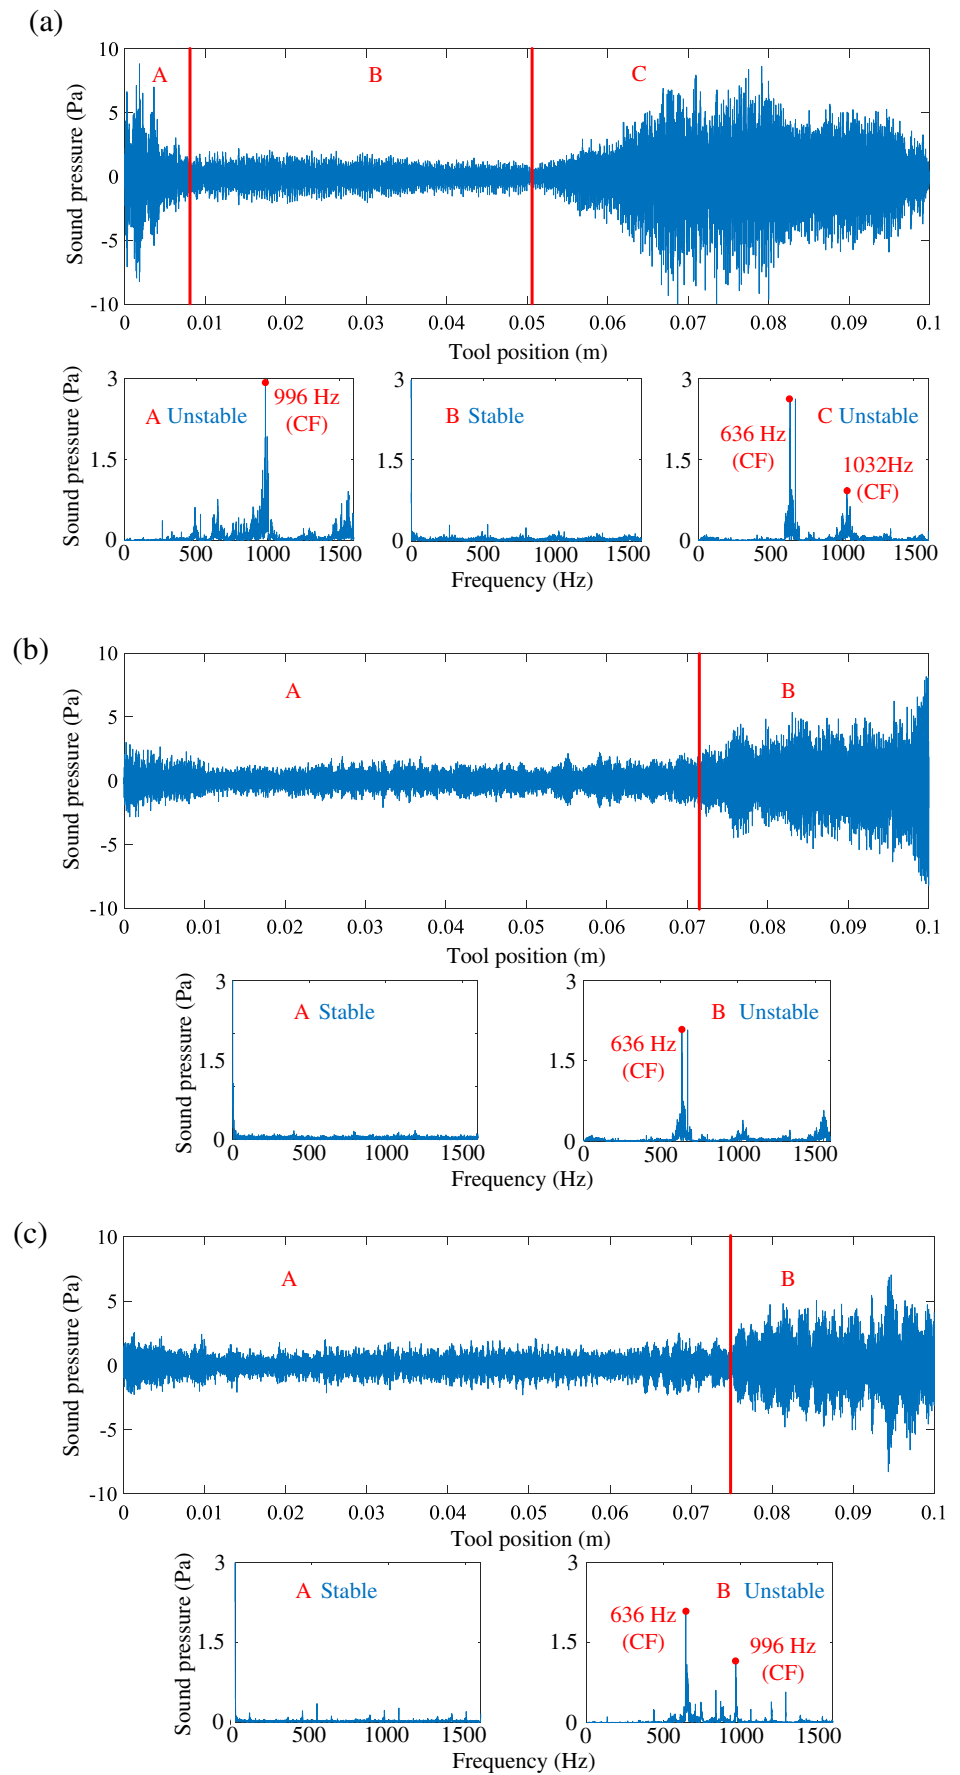 (a)
Sound pressure (Pa)
10
5
0
-5
-10
A
B
C
0 0.01 0.02 0.03 0.04 0.05 0.06 0.07 0.08 0.09 0.1
Tool position (m)
Sound pressure (Pa)
3
1.5
0
A Unstable
996 Hz
(CF)
0 500 1000 1500
3
1.5
0
B Stable
0 500 1000 1500
3
1.5
0
636 Hz
(CF)
C Unstable
1032Hz
(CF)
0 500 1000 1500
Frequency (Hz)
(b)
Sound pressure (Pa)
10
5
0
-5
-10
A
B
0 0.01 0.02 0.03 0.04 0.05 0.06 0.07 0.08 0.09 0.1
Tool position (m)
Sound pressure (Pa)
3
1.5
0
A Stable
0 500 1000 1500
3
1.5
0
636 Hz
(CF)
B Unstable
0 500 1000 1500
Frequency (Hz)
(c)
Sound pressure (Pa)
10
5
0
-5
-10
A
B
0 0.01 0.02 0.03 0.04 0.05 0.06 0.07 0.08 0.09 0.1
Tool position (m)
Sound pressure (Pa)
3
1.5
0
A Stable
0 500 1000 1500
3
1.5
0
636 Hz
(CF)
B Unstable
996 Hz
(CF)
0 500 1000 1500
Frequency (Hz)